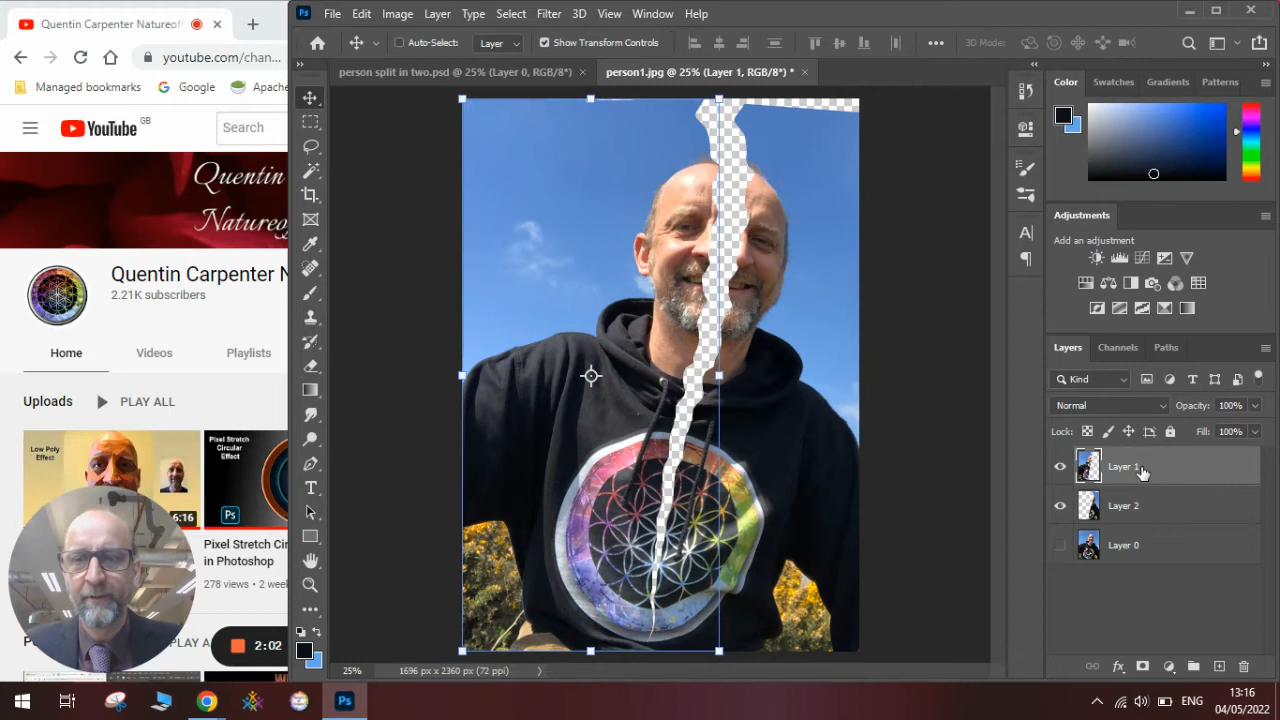 Quentin Carpenter Natureof
youtube.com/chan...
Managed bookmarks
Google
Apache
YouTube GB
Search
Quentin
Natureo
Quentin Carpenter N
2.21K subscribers
Home
Videos
Playlists
Uploads
PLAY ALL
Low Poly
Effect
Pixel Stretch
Circular
Effect
6:16
Ps
Pixel Stretch Cir
in Photoshop
278 views • 2 week
PLAY A
2:02
Ps
File
Edit
Image
Layer
Type
Select
Filter
3D
View
Window
Help
Auto-Select:
Layer
Show Transform Controls
3D Mode:
person split in two.psd @ 25% (Layer 0, RGB/8*)
person1.jpg @ 25% (Layer 1, RGB/8*) *
25%
1696 px x 2360 px (72 ppi)
Color
Swatches
Gradients
Patterns
Adjustments
Add an adjustment
Layers
Channels
Paths
Kind
Normal
Opacity: 100%
Lock:
Fill: 100%
Layer 1
Layer 2
Layer 0
fx
Ps
ENG
13:16
04/05/2022